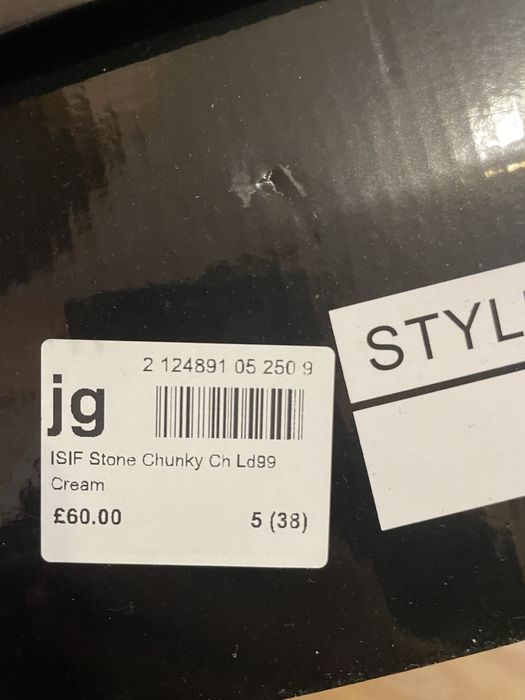 2 124891 05 250 9
jg
ISIF Stone Chunky Ch Ld99
Cream
£60.00 5 (38)
STYL